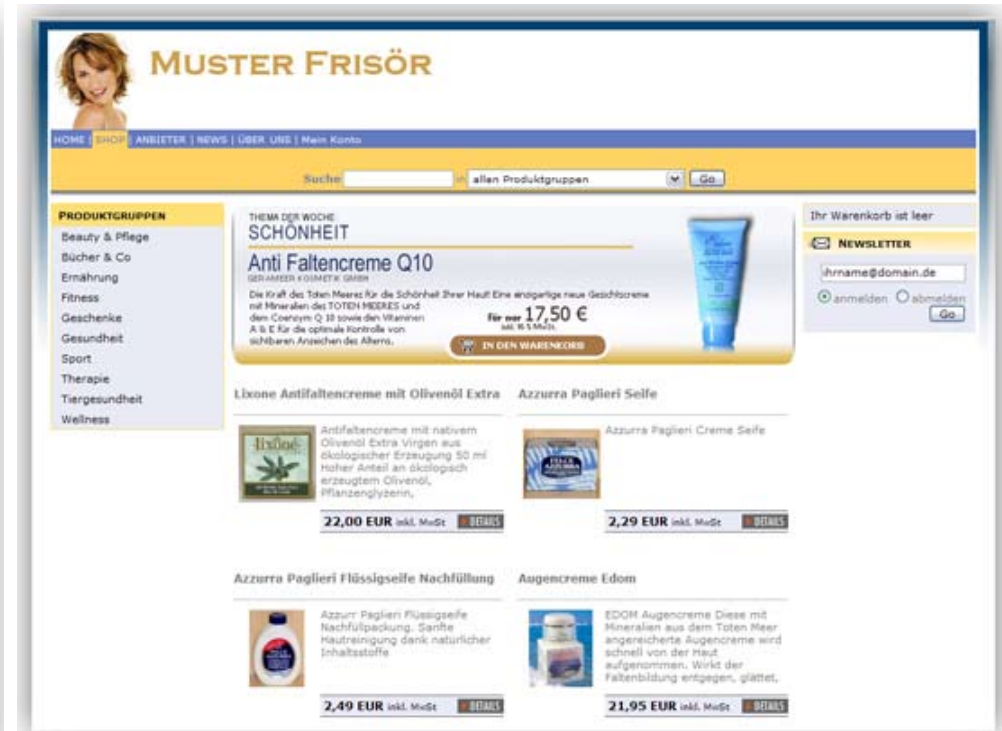 MUSTER FRISÖR
HOME | SHOP | ANBIETER | NEWS | ÜBER UNS | Mein Konto
Suche in allen Produktgruppen Go
PRODUKTGRUPPEN
Beauty & Pflege
Bücher & Co
Ernährung
Fitness
Geschenke
Gesundheit
Sport
Therapie
Tiergesundheit
Wellness
THEMA DER WOCHE
SCHÖNHEIT
Anti Faltencreme Q10
Die Kraft des Toten Meeres für die Schönheit Ihrer Haut! Eine einzigartige neue Gesichtscreme
mit Mineralien des TOTEN MEERES und
dem Coenzym Q 10 sowie den Vitaminen
A & E für die optimale Kontrolle von
sichtbaren Anzeichen des Alterns.
für nur 17,50 €
inkl. 16 % MwSt.
IN DEN WARENKORB
Ihr Warenkorb ist leer
NEWSLETTER
ihrname@domain.de
anmelden abmelden
Go
Lixone Antifaltencreme mit Olivenöl Extra
lixoné
Antifaltencreme mit nativem
Olivenöl Extra Virgen aus
ökologischer Erzeugung 50 ml
Hoher Anteil an ökologisch
erzeugtem Olivenöl,
Pflanzenglyzerin,
22,00 EUR inkl. MwSt DETAILS
Azzurra Paglieri Seife
FELCE
AZZURRA
Azzurra Paglieri Creme Seife
2,29 EUR inkl. MwSt DETAILS
Azzurra Paglieri Flüssigseife Nachfüllung
Azzurr Paglieri Flüssigseife
Nachfüllpackung. Sanfte
Hautreinigung dank natürlicher
Inhaltsstoffe
2,49 EUR inkl. MwSt DETAILS
Augencreme Edom
EDOM Augencreme Diese mit
Mineralien aus dem Toten Meer
angereicherte Augencreme wird
schnell von der Haut
aufgenommen. Wirkt der
Faltenbildung entgegen, glättet,
21,95 EUR inkl. MwSt DETAILS